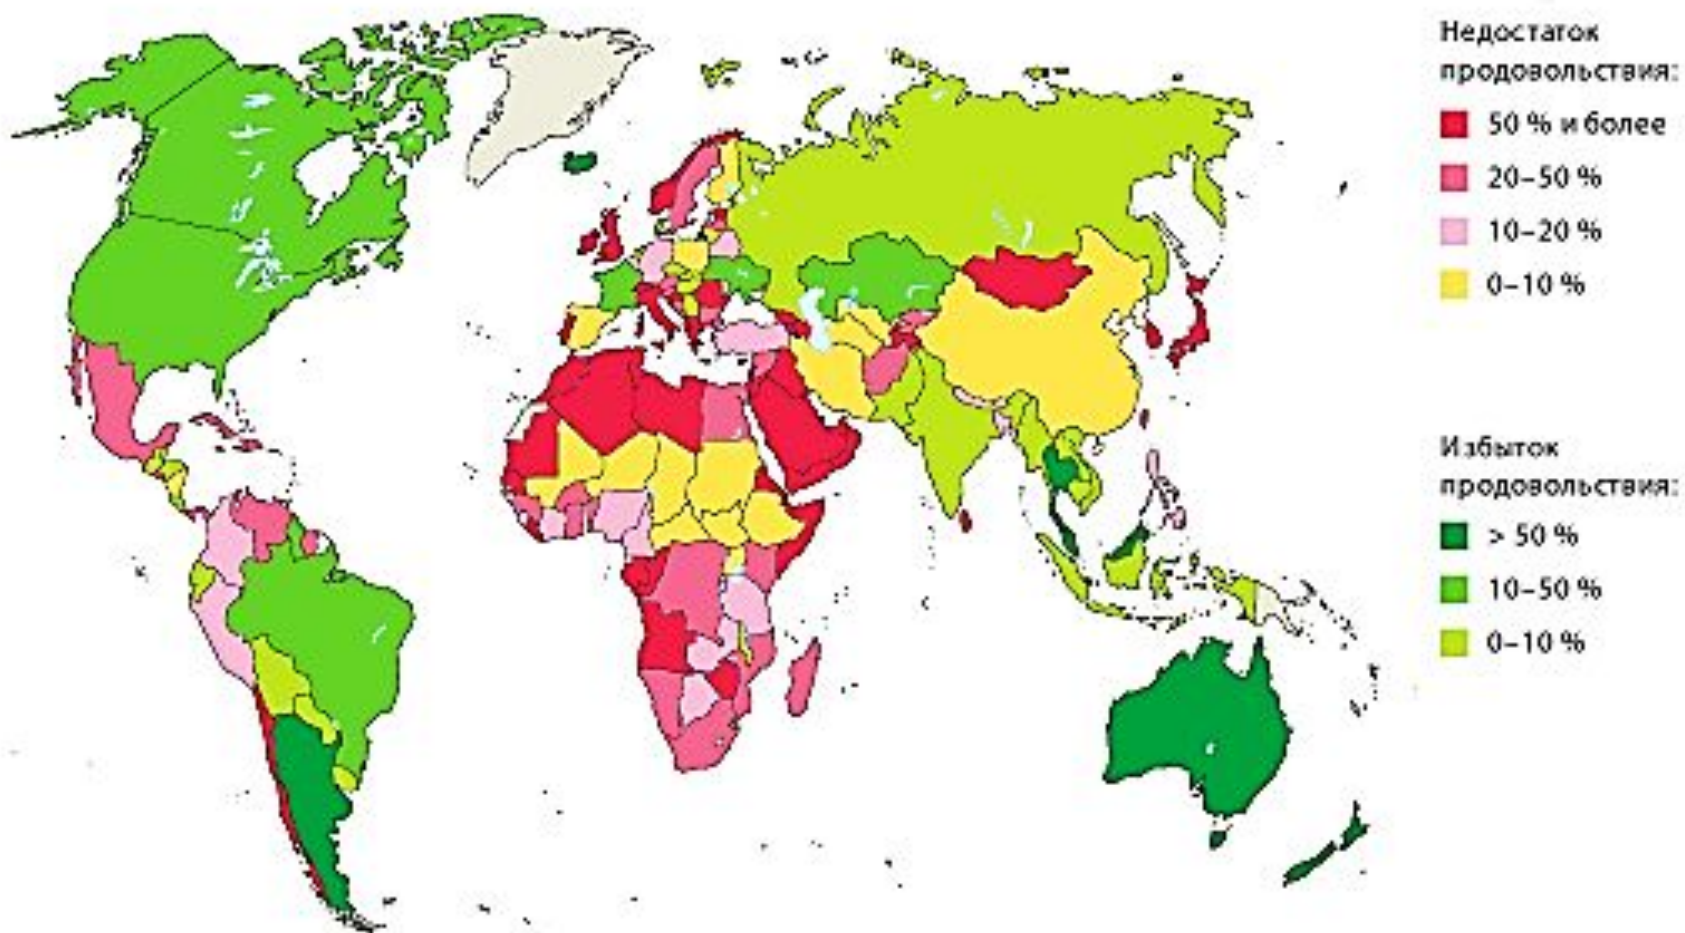 Недостаток
продовольствия:
50 % и более
20–50 %
10–20 %
0–10 %
Избыток
продовольствия:
> 50 %
10–50 %
0–10 %